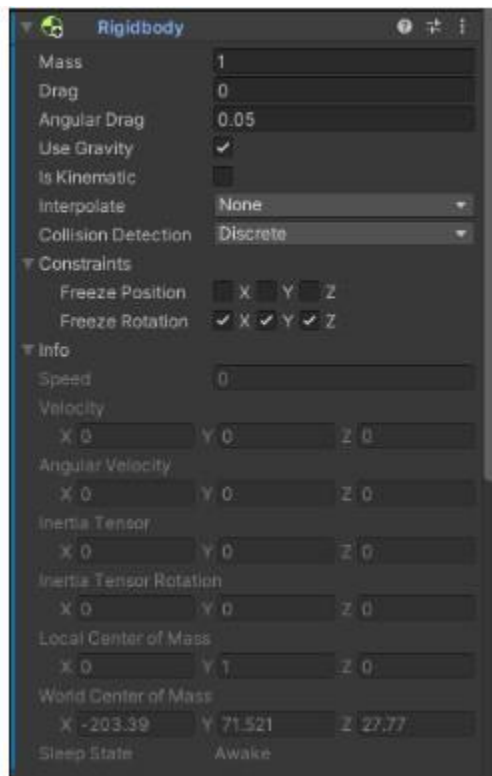 Rigidbody
Mass 1
Drag 0
Angular Drag 0.05
Use Gravity
Is Kinematic
Interpolate None
Collision Detection Discrete
Constraints
Freeze Position X Y Z
Freeze Rotation X Y Z
Info
Speed 0
Velocity
X 0 Y 0 Z 0
Angular Velocity
X 0 Y 0 Z 0
Inertia Tensor
X 0 Y 0 Z 0
Inertia Tensor Rotation
X 0 Y 0 Z 0
Local Center of Mass
X 0 Y 1 Z 0
World Center of Mass
X -203.39 Y 71.521 Z 27.77
Sleep State Awake